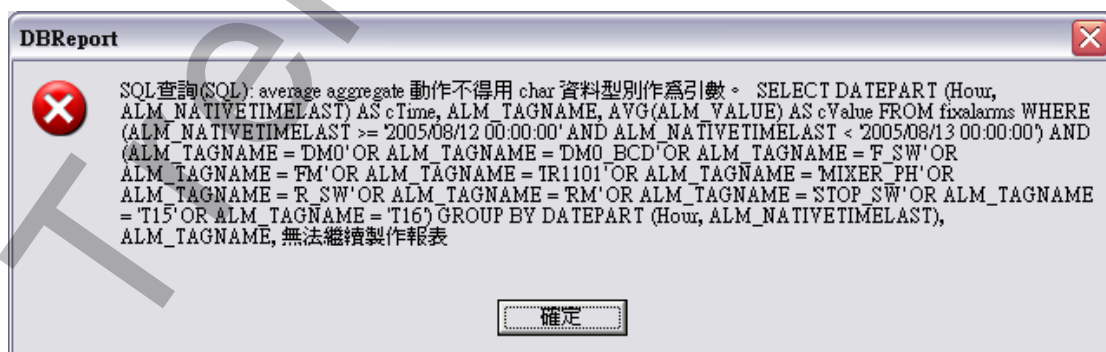 DBReport
SQL查詢(SQL): average aggregate 動作不得用 char 資料型別作為引數。 SELECT DATEPART (Hour,
ALM_NATIVETIMELAST) AS cTime, ALM_TAGNAME, AVG(ALM_VALUE) AS cValue FROM fixalarms WHERE
(ALM_NATIVETIMELAST >= '2005/08/12 00:00:00' AND ALM_NATIVETIMELAST < '2005/08/13 00:00:00') AND
(ALM_TAGNAME = 'DM0' OR ALM_TAGNAME = 'DM0_BCD' OR ALM_TAGNAME = 'F_SW' OR
ALM_TAGNAME = 'FM' OR ALM_TAGNAME = 'IR1101' OR ALM_TAGNAME = 'MIXER_PH' OR
ALM_TAGNAME = 'R_SW' OR ALM_TAGNAME = 'RM' OR ALM_TAGNAME = 'STOP_SW' OR ALM_TAGNAME
= 'T15' OR ALM_TAGNAME = 'T16') GROUP BY DATEPART (Hour, ALM_NATIVETIMELAST),
ALM_TAGNAME, 無法繼續製作報表
確定